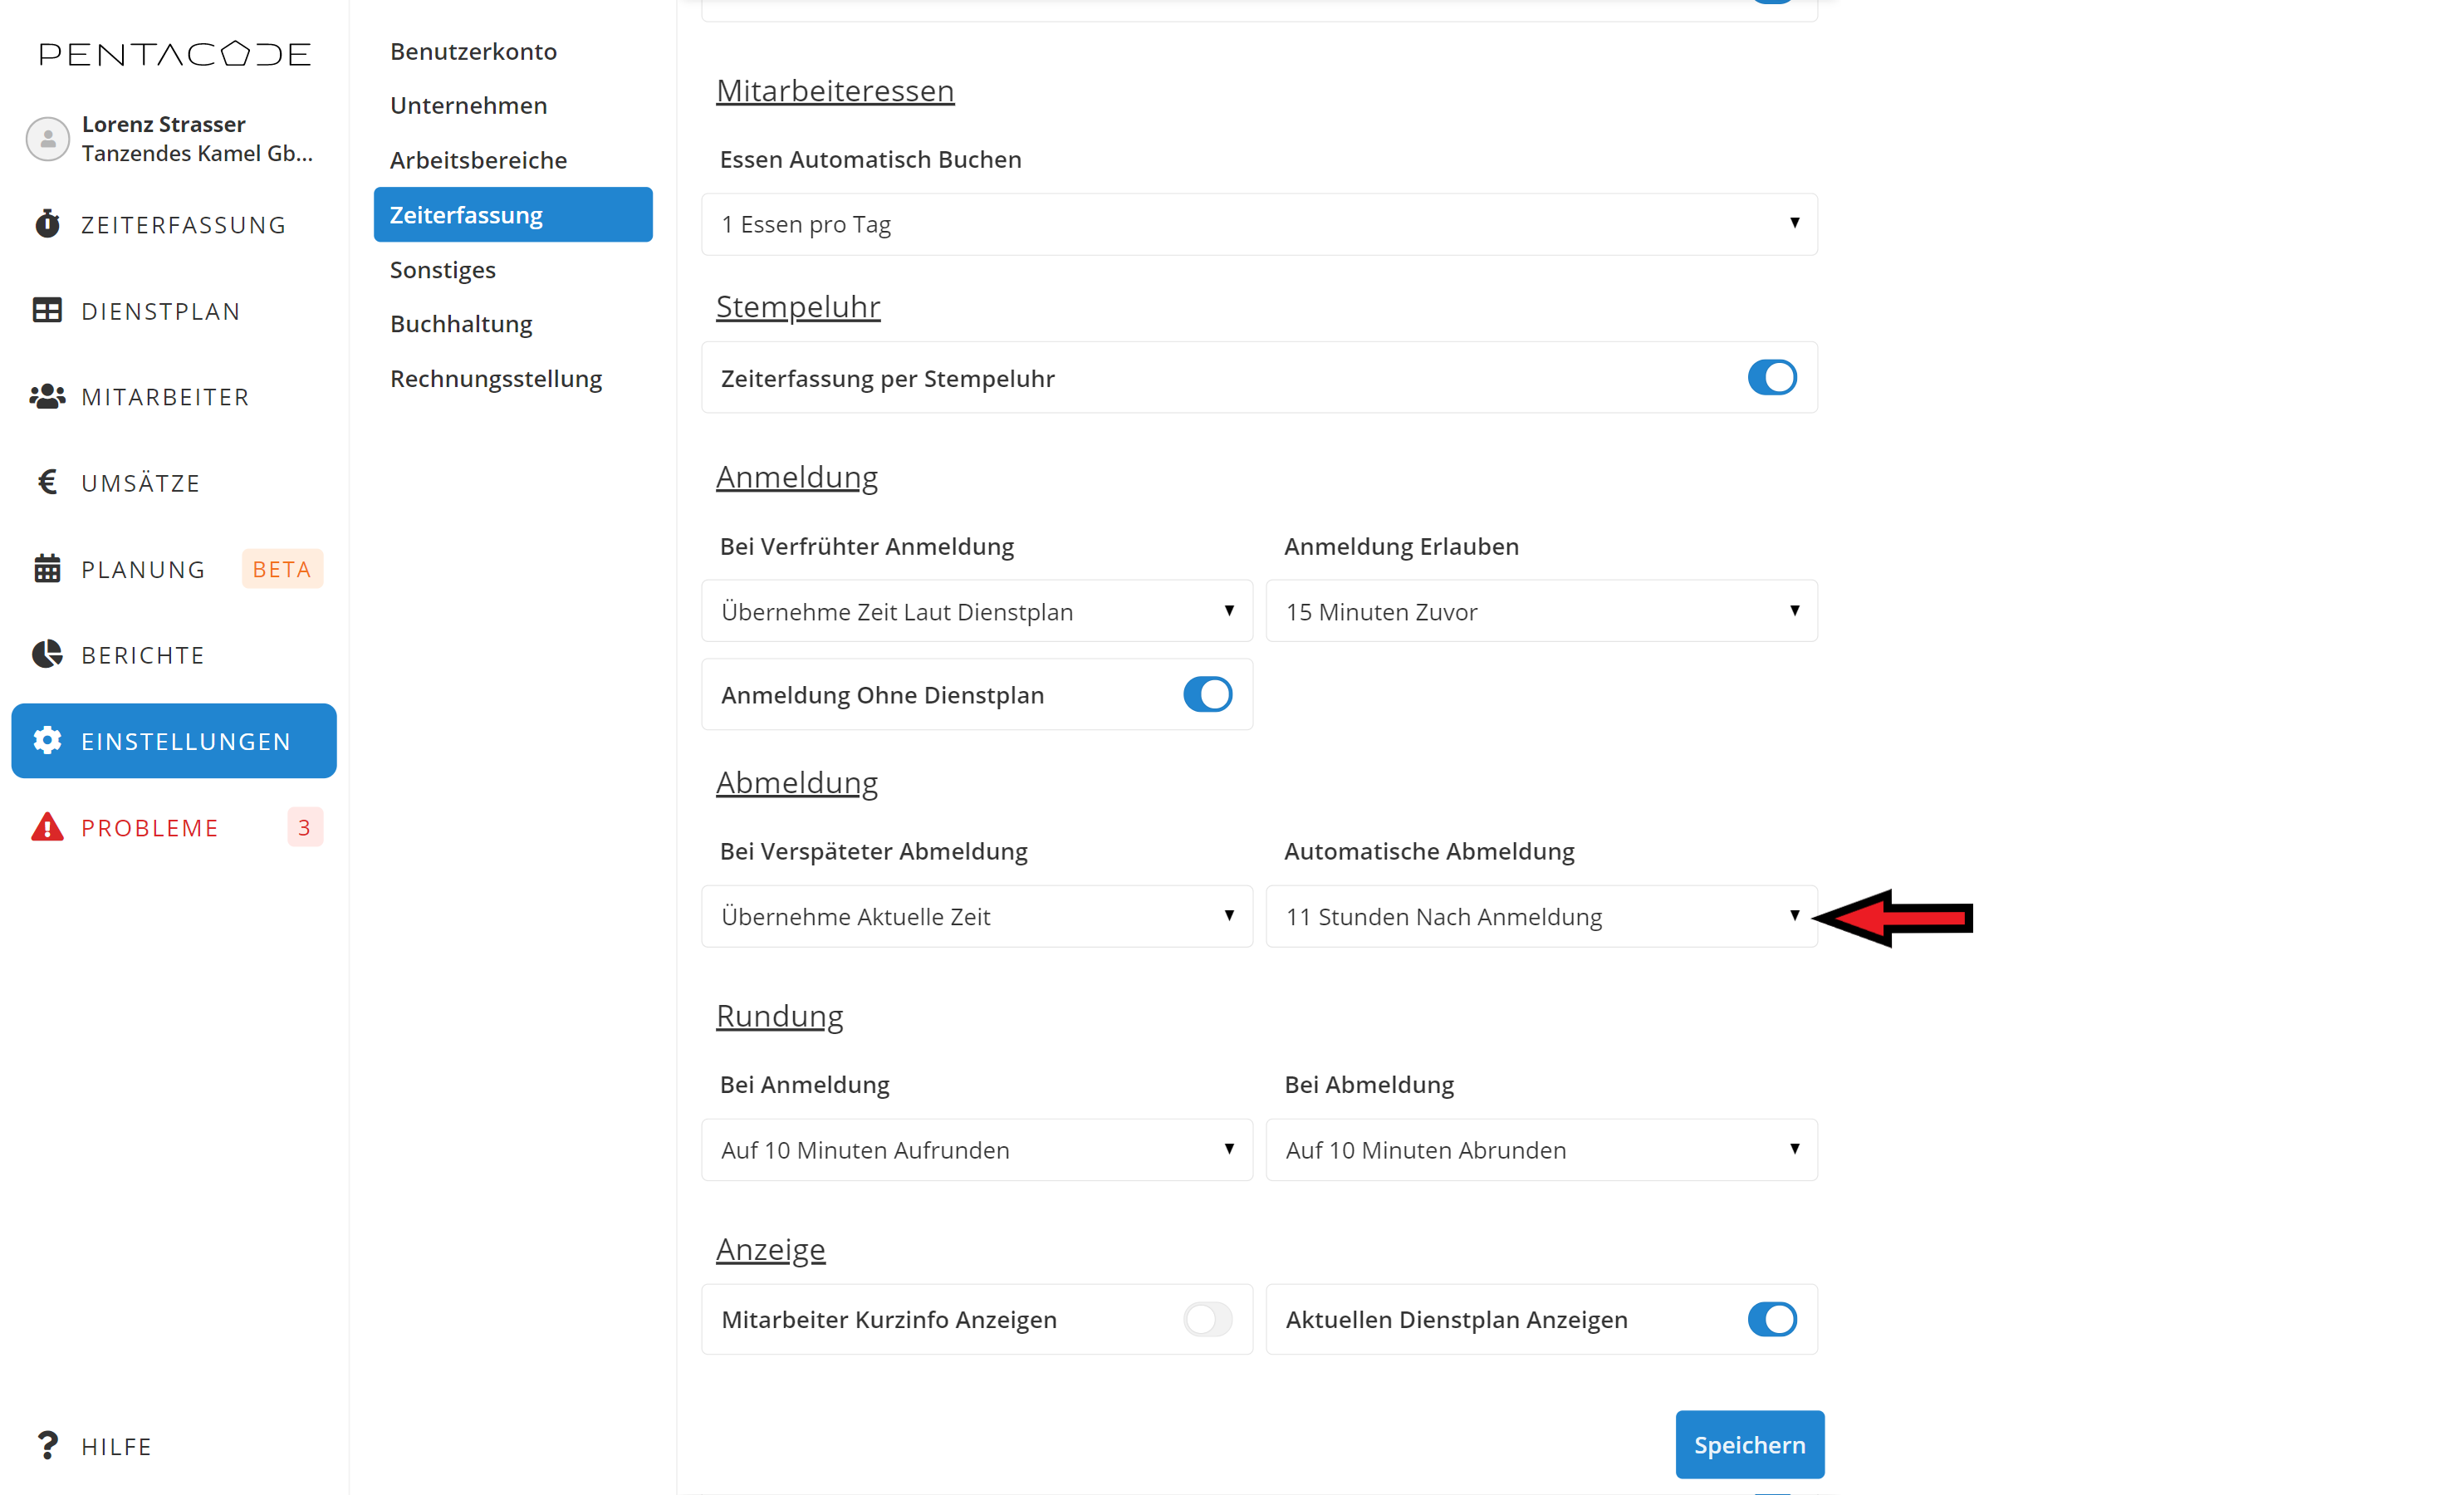 PENTACODE
Lorenz Strasser
Tanzendes Kamel Gb...
ZEITERFASSUNG
DIENSTPLAN
MITARBEITER
UMSÄTZE
PLANUNG BETA
BERICHTE
EINSTELLUNGEN
PROBLEME 3
HILFE
Benutzerkonto
Unternehmen
Arbeitsbereiche
Zeiterfassung
Sonstiges
Buchhaltung
Rechnungsstellung
Mitarbeiteressen
Essen Automatisch Buchen
1 Essen pro Tag
Stempeluhr
Zeiterfassung per Stempeluhr
Anmeldung
Bei Verfrühter Anmeldung Anmeldung Erlauben
Übernehme Zeit Laut Dienstplan 15 Minuten Zuvor
Anmeldung Ohne Dienstplan
Abmeldung
Bei Verspäteter Abmeldung Automatische Abmeldung
Übernehme Aktuelle Zeit 11 Stunden Nach Anmeldung
Rundung
Bei Anmeldung Bei Abmeldung
Auf 10 Minuten Aufrunden Auf 10 Minuten Abrunden
Anzeige
Mitarbeiter Kurzinfo Anzeigen Aktuellen Dienstplan Anzeigen
Speichern